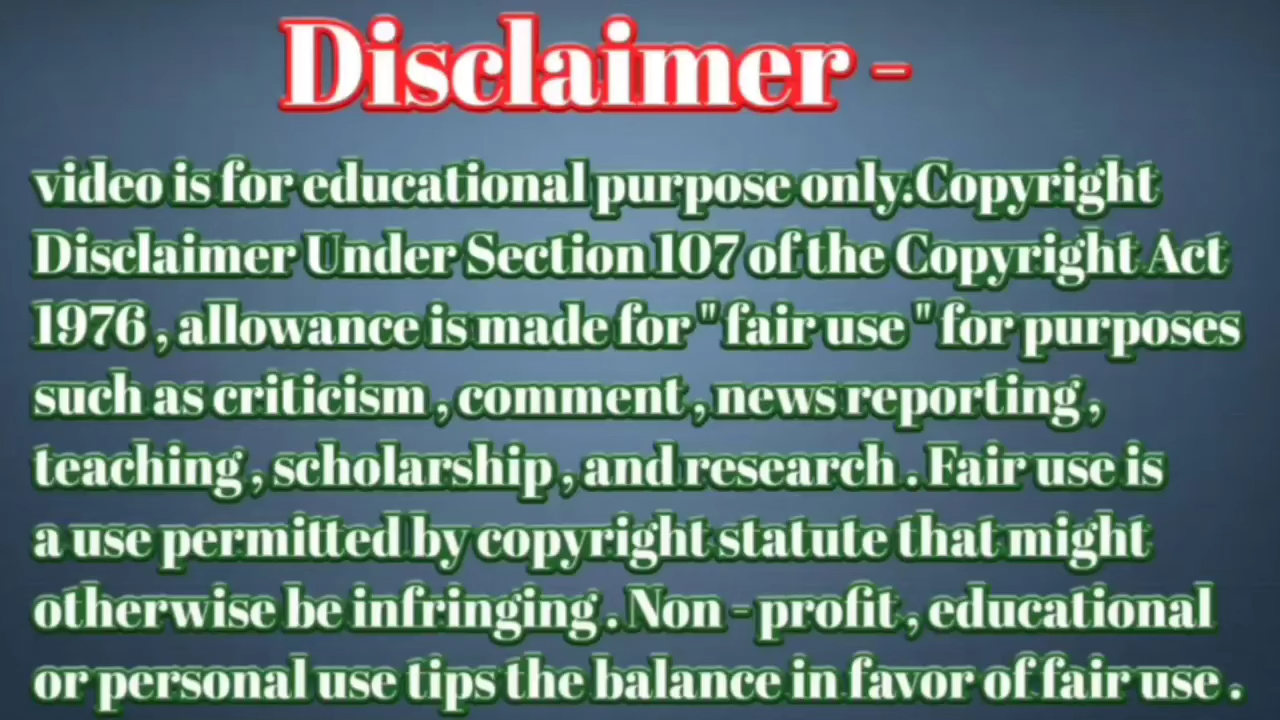 Disclaimer -
video is for educational purpose only.Copyright
Disclaimer Under Section 107 of the Copyright Act
1976 , allowance is made for " fair use " for purposes
such as criticism , comment , news reporting ,
teaching , scholarship , and research . Fair use is
a use permitted by copyright statute that might
otherwise be infringing . Non - profit , educational
or personal use tips the balance in favor of fair use .